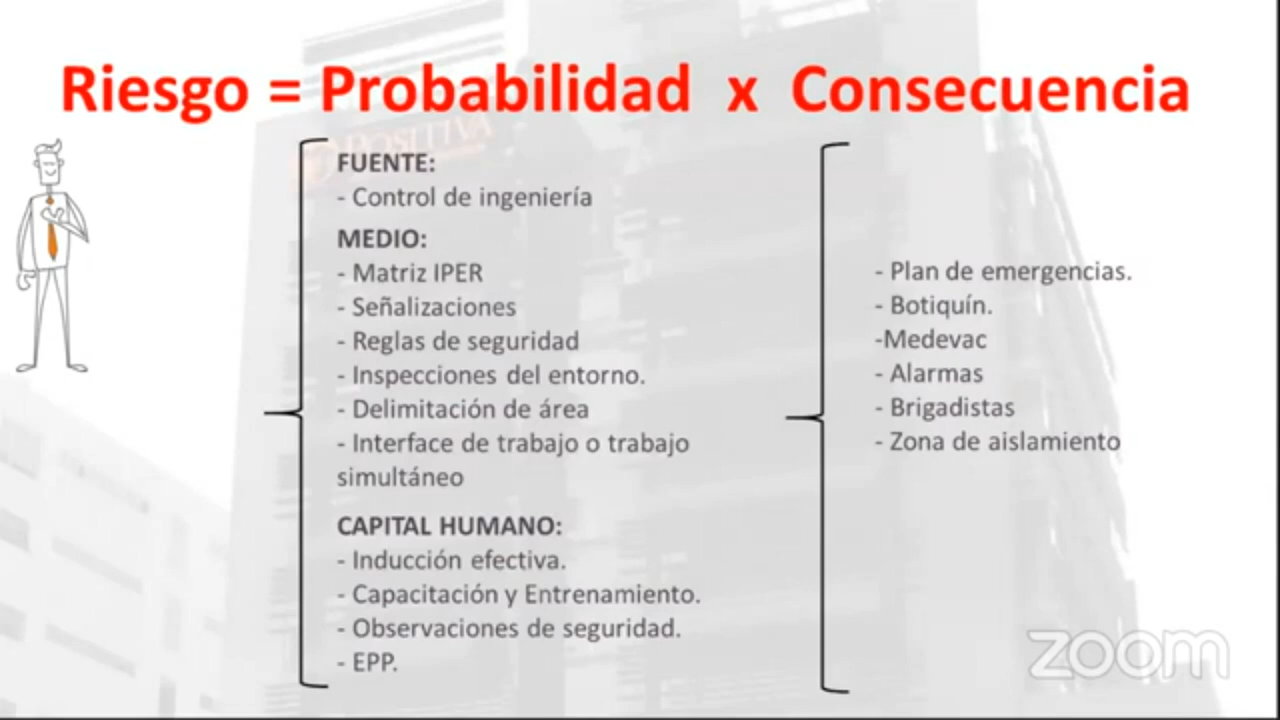 Riesgo = Probabilidad x Consecuencia
POSITIVA
FUENTE:
- Control de ingeniería
MEDIO:
- Matriz IPER
- Señalizaciones
- Reglas de seguridad
- Inspecciones del entorno.
- Delimitación de área
- Interface de trabajo o trabajo
simultáneo
CAPITAL HUMANO:
- Inducción efectiva.
- Capacitación y Entrenamiento.
- Observaciones de seguridad.
- EPP.
- Plan de emergencias.
- Botiquín.
-Medevac
- Alarmas
- Brigadistas
- Zona de aislamiento
zoom